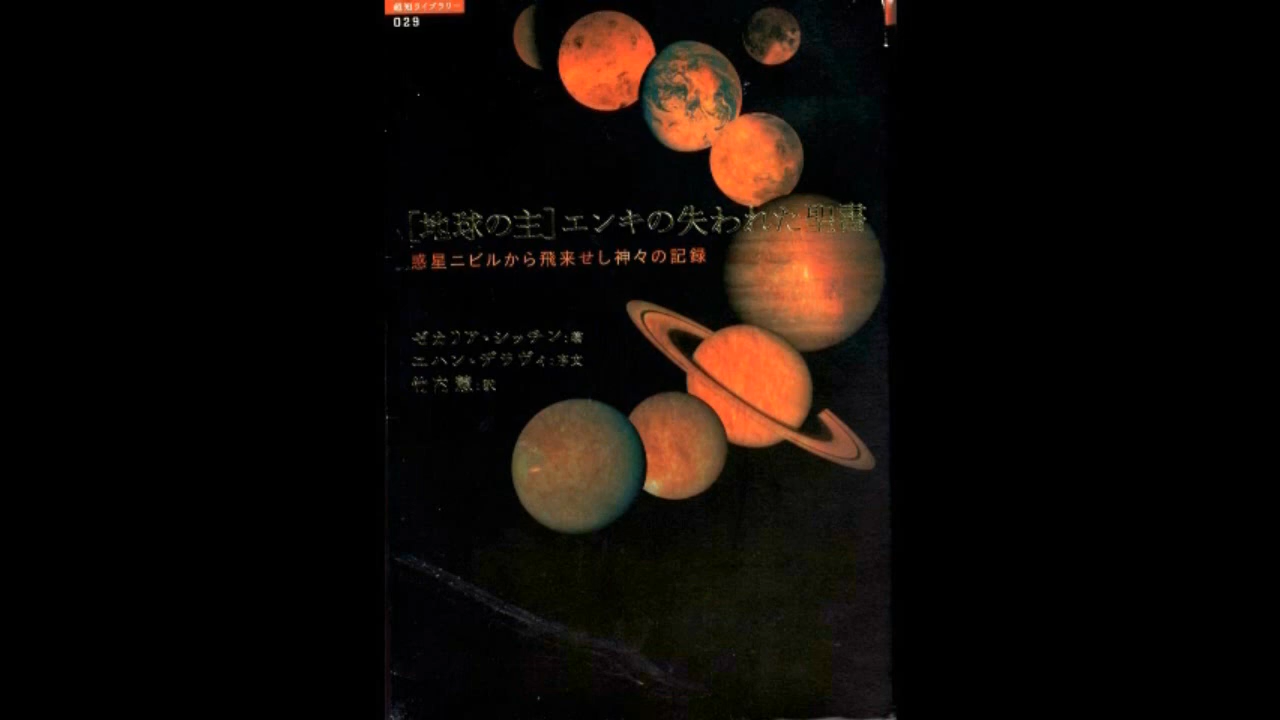 超知ライブラリー
029
[地球の主]エンキの失われた聖書
惑星ニビルから飛来せし神々の記録
ゼカリア・シッチン:著
エハン・デラヴィ:序文
竹内 慧:訳